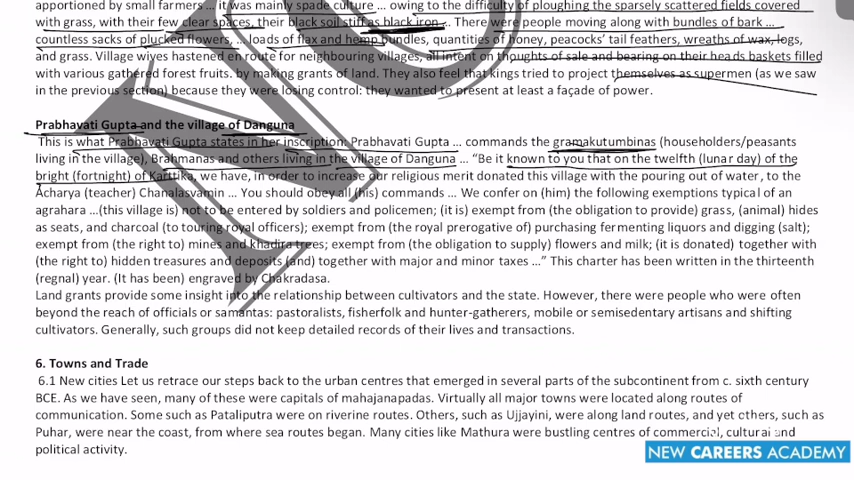 apportioned by small farmers … it was mainly spade culture … owing to the difficulty of ploughing the sparsely scattered fields covered
with grass, with their few clear spaces, their black soil stiff as black iron … There were people moving along with bundles of bark …
countless sacks of plucked flowers, … loads of flax and hemp bundles, quantities of honey, peacocks' tail feathers, wreaths of wax, logs,
and grass. Village wives hastened en route for neighbouring villages, all intent on thoughts of sale and bearing on their heads baskets filled
with various gathered forest fruits. by making grants of land. They also feel that kings tried to project themselves as supermen (as we saw
in the previous section) because they were losing control: they wanted to present at least a façade of power.
Prabhavati Gupta and the village of Danguna
This is what Prabhavati Gupta states in her inscription: Prabhavati Gupta … commands the gramakutumbinas (householders/peasants
living in the village), Brahmanas and others living in the village of Danguna … "Be it known to you that on the twelfth (lunar day) of the
bright (fortnight) of Karttika, we have, in order to increase our religious merit donated this village with the pouring out of water, to the
Acharya (teacher) Chanalasvamin … You should obey all (his) commands … We confer on (him) the following exemptions typical of an
agrahara …(this village is) not to be entered by soldiers and policemen; (it is) exempt from (the obligation to provide) grass, (animal) hides
as seats, and charcoal (to touring royal officers); exempt from (the royal prerogative of) purchasing fermenting liquors and digging (salt);
exempt from (the right to) mines and khadira trees; exempt from (the obligation to supply) flowers and milk; (it is donated) together with
(the right to) hidden treasures and deposits (and) together with major and minor taxes …" This charter has been written in the thirteenth
(regnal) year. (It has been) engraved by Chakradasa.
Land grants provide some insight into the relationship between cultivators and the state. However, there were people who were often
beyond the reach of officials or samantas: pastoralists, fisherfolk and hunter-gatherers, mobile or semisedentary artisans and shifting
cultivators. Generally, such groups did not keep detailed records of their lives and transactions.
6. Towns and Trade
6.1 New cities Let us retrace our steps back to the urban centres that emerged in several parts of the subcontinent from c. sixth century
BCE. As we have seen, many of these were capitals of mahajanapadas. Virtually all major towns were located along routes of
communication. Some such as Pataliputra were on riverine routes. Others, such as Ujjayini, were along land routes, and yet others, such as
Puhar, were near the coast, from where sea routes began. Many cities like Mathura were bustling centres of commercial, cultural and
political activity.
NEW CAREERS ACADEMY